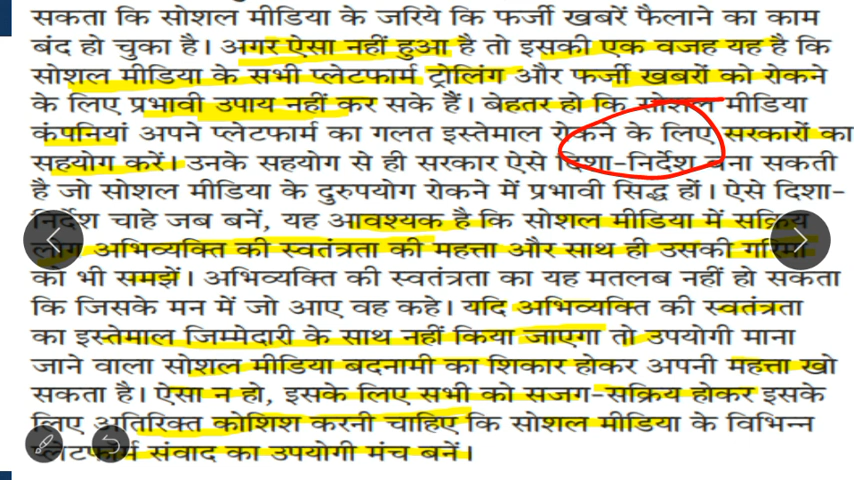 सकता कि सोशल मीडिया के जरिये कि फर्जी खबरें फैलाने का काम
बंद हो चुका है। अगर ऐसा नहीं हुआ है तो इसकी एक वजह यह है कि
सोशल मीडिया के सभी प्लेटफार्म ट्रोलिंग और फर्जी खबरों को रोकने
के लिए प्रभावी उपाय नहीं कर सके हैं। बेहतर हो कि सोशल मीडिया
कंपनियां अपने प्लेटफार्म का गलत इस्तेमाल रोकने के लिए सरकारों का
सहयोग करें। उनके सहयोग से ही सरकार ऐसे दिशा-निर्देश बना सकती
है जो सोशल मीडिया के दुरुपयोग रोकने में प्रभावी सिद्ध हों। ऐसे दिशा-
निर्देश चाहे जब बनें, यह आवश्यक है कि सोशल मीडिया में सक्रिय
लोग अभिव्यक्ति की स्वतंत्रता की महत्ता और साथ ही उसकी गरिमा
को भी समझें। अभिव्यक्ति की स्वतंत्रता का यह मतलब नहीं हो सकता
कि जिसके मन में जो आए वह कहे। यदि अभिव्यक्ति की स्वतंत्रता
का इस्तेमाल जिम्मेदारी के साथ नहीं किया जाएगा तो उपयोगी माना
जाने वाला सोशल मीडिया बदनामी का शिकार होकर अपनी महत्ता खो
सकता है। ऐसा न हो, इसके लिए सभी को सजग-सक्रिय होकर इसके
लिए अतिरिक्त कोशिश करनी चाहिए कि सोशल मीडिया के विभिन्न
प्लेटफार्म संवाद का उपयोगी मंच बनें।